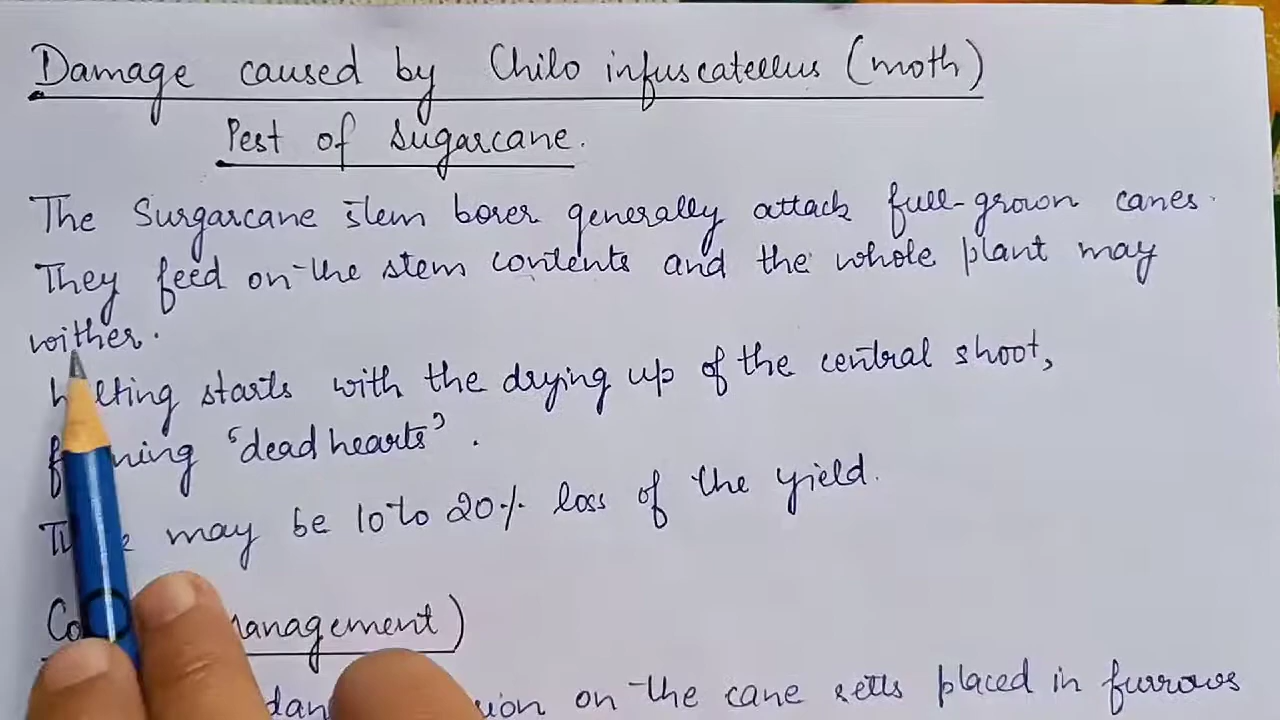 Damage caused by Chilo infuscatellus (moth)
Pest of Sugarcane.
The Surgarcane stem borer generally attack full-grown canes.
They feed on the stem contents and the whole plant may
wither.
starts with the drying up of the central shoot,
'dead hearts'.
may be 10 to 20% loss of the yield.
management)
on the cane setts placed in furrows